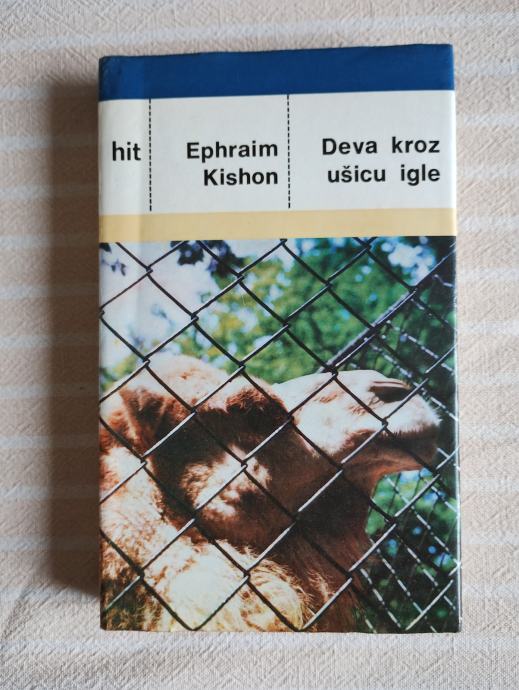 hit
Ephraim
Kishon
Deva kroz
ušicu igle